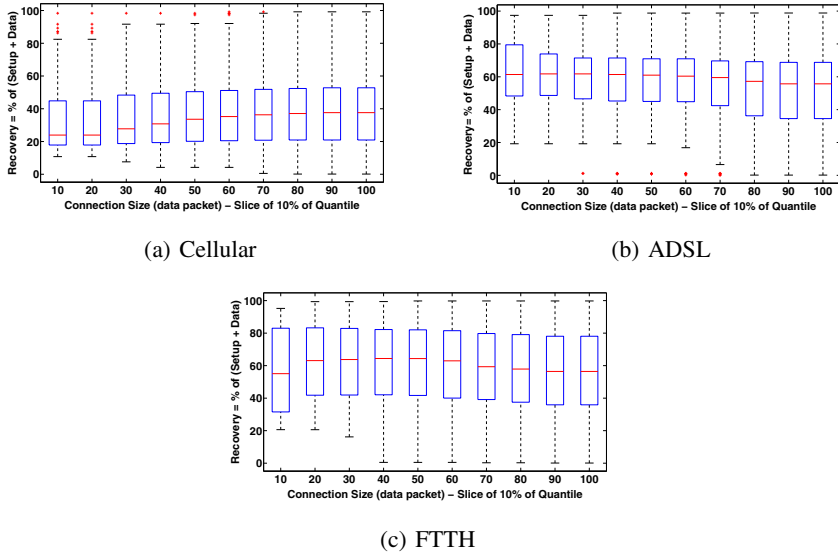 Recovery = % of (Setup + Data)
100
80
60
40
20
0
10 20 30 40 50 60 70 80 90 100
Connection Size (data packet) – Slice of 10% of Quantile
(a) Cellular
Recovery= % of (Setup + Data)
100
80
60
40
20
0
10 20 30 40 50 60 70 80 90 100
Connection Size (data packet) – Slice of 10% of Quantile
(b) ADSL
Recovery = % of (Setup + Data)
100
80
60
40
20
0
10 20 30 40 50 60 70 80 90 100
Connection Size (data packet) – Slice of 10% of Quantile
(c) FTTH